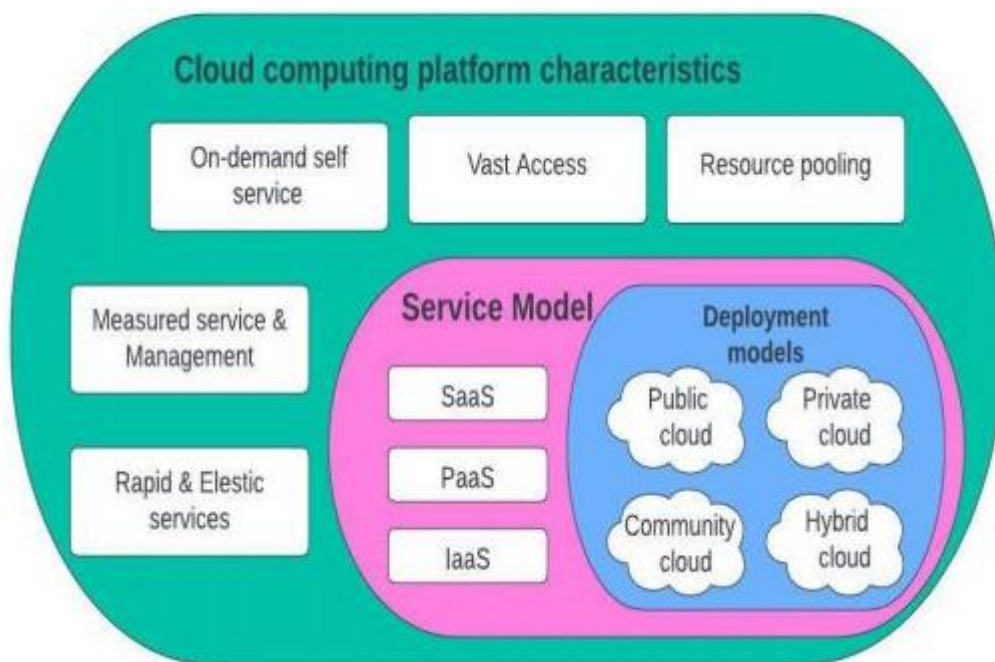 Cloud computing platform characteristics
On-demand self
service
Vast Access
Resource pooling
Measured service &
Management
Rapid & Elestic
services
Service Model
SaaS
PaaS
IaaS
Deployment
models
Public
cloud
Private
cloud
Community
cloud
Hybrid
cloud